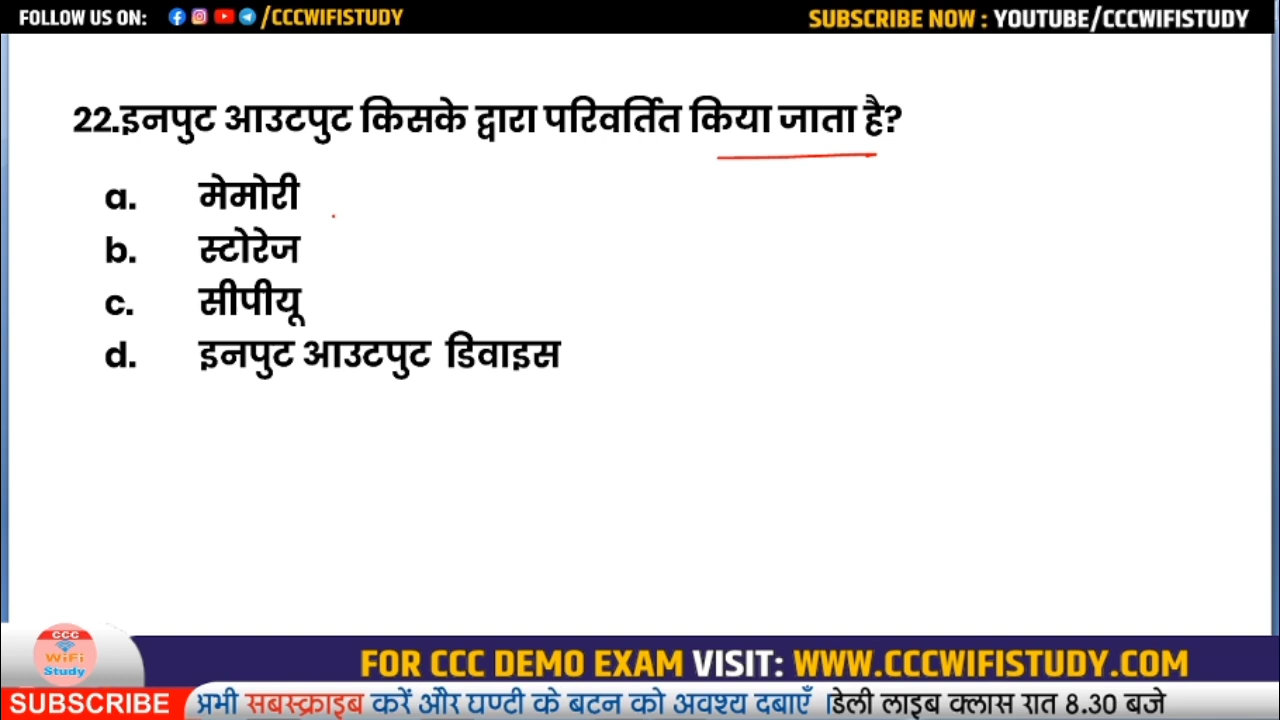 FOLLOW US ON: /CCCWIFISTUDY
SUBSCRIBE NOW : YOUTUBE/CCCWIFISTUDY
22.इनपुट आउटपुट किसके द्वारा परिवर्तित किया जाता है?
a. मेमोरी
b. स्टोरेज
c. सीपीयू
d. इनपुट आउटपुट डिवाइस
CCC
WiFi
Study
FOR CCC DEMO EXAM VISIT: WWW.CCCWIFISTUDY.COM
SUBSCRIBE अभी सबस्क्राइब करें और घण्टी के बटन को अवश्य दबाएँ । डेली लाइब क्लास रात 8.30 बजे